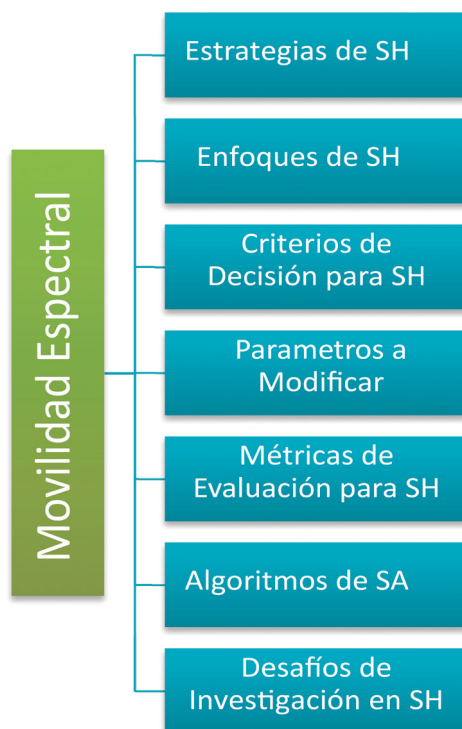 Movilidad Espectral
Estrategias de SH
Enfoques de SH
Criterios de
Decisión para SH
Parametros a
Modificar
Métricas de
Evaluación para SH
Algoritmos de SA
Desafíos de
Investigación en SH